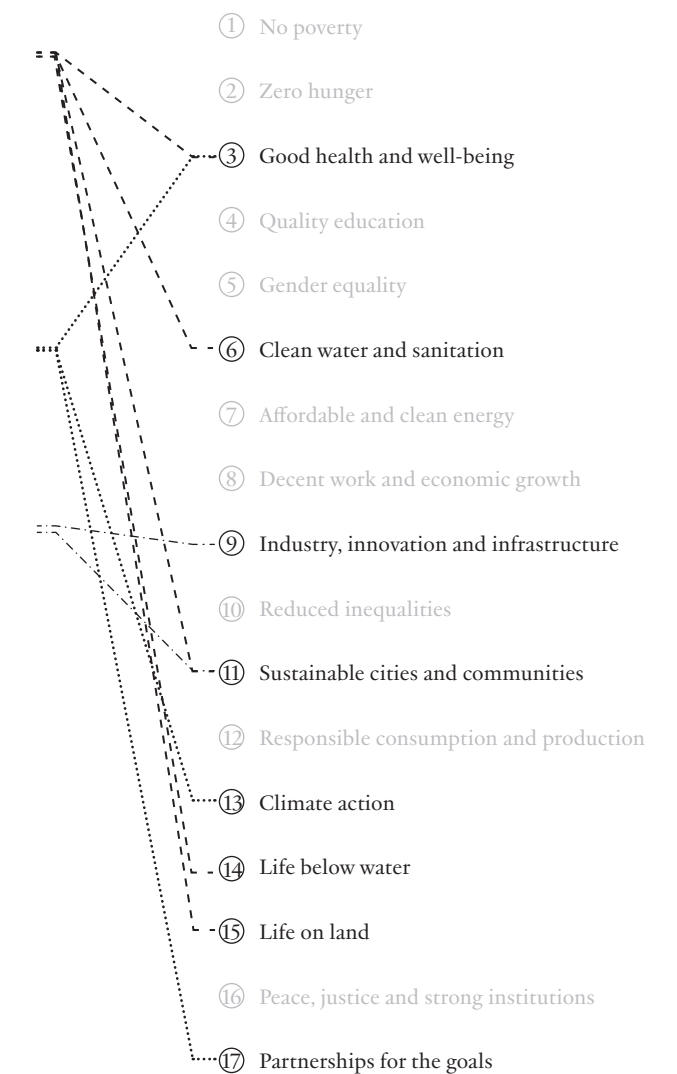 ① No poverty
② Zero hunger
③ Good health and well-being
④ Quality education
⑤ Gender equality
⑥ Clean water and sanitation
⑦ Affordable and clean energy
⑧ Decent work and economic growth
⑨ Industry, innovation and infrastructure
⑩ Reduced inequalities
⑪ Sustainable cities and communities
⑫ Responsible consumption and production
⑬ Climate action
⑭ Life below water
⑮ Life on land
⑯ Peace, justice and strong institutions
⑰ Partnerships for the goals